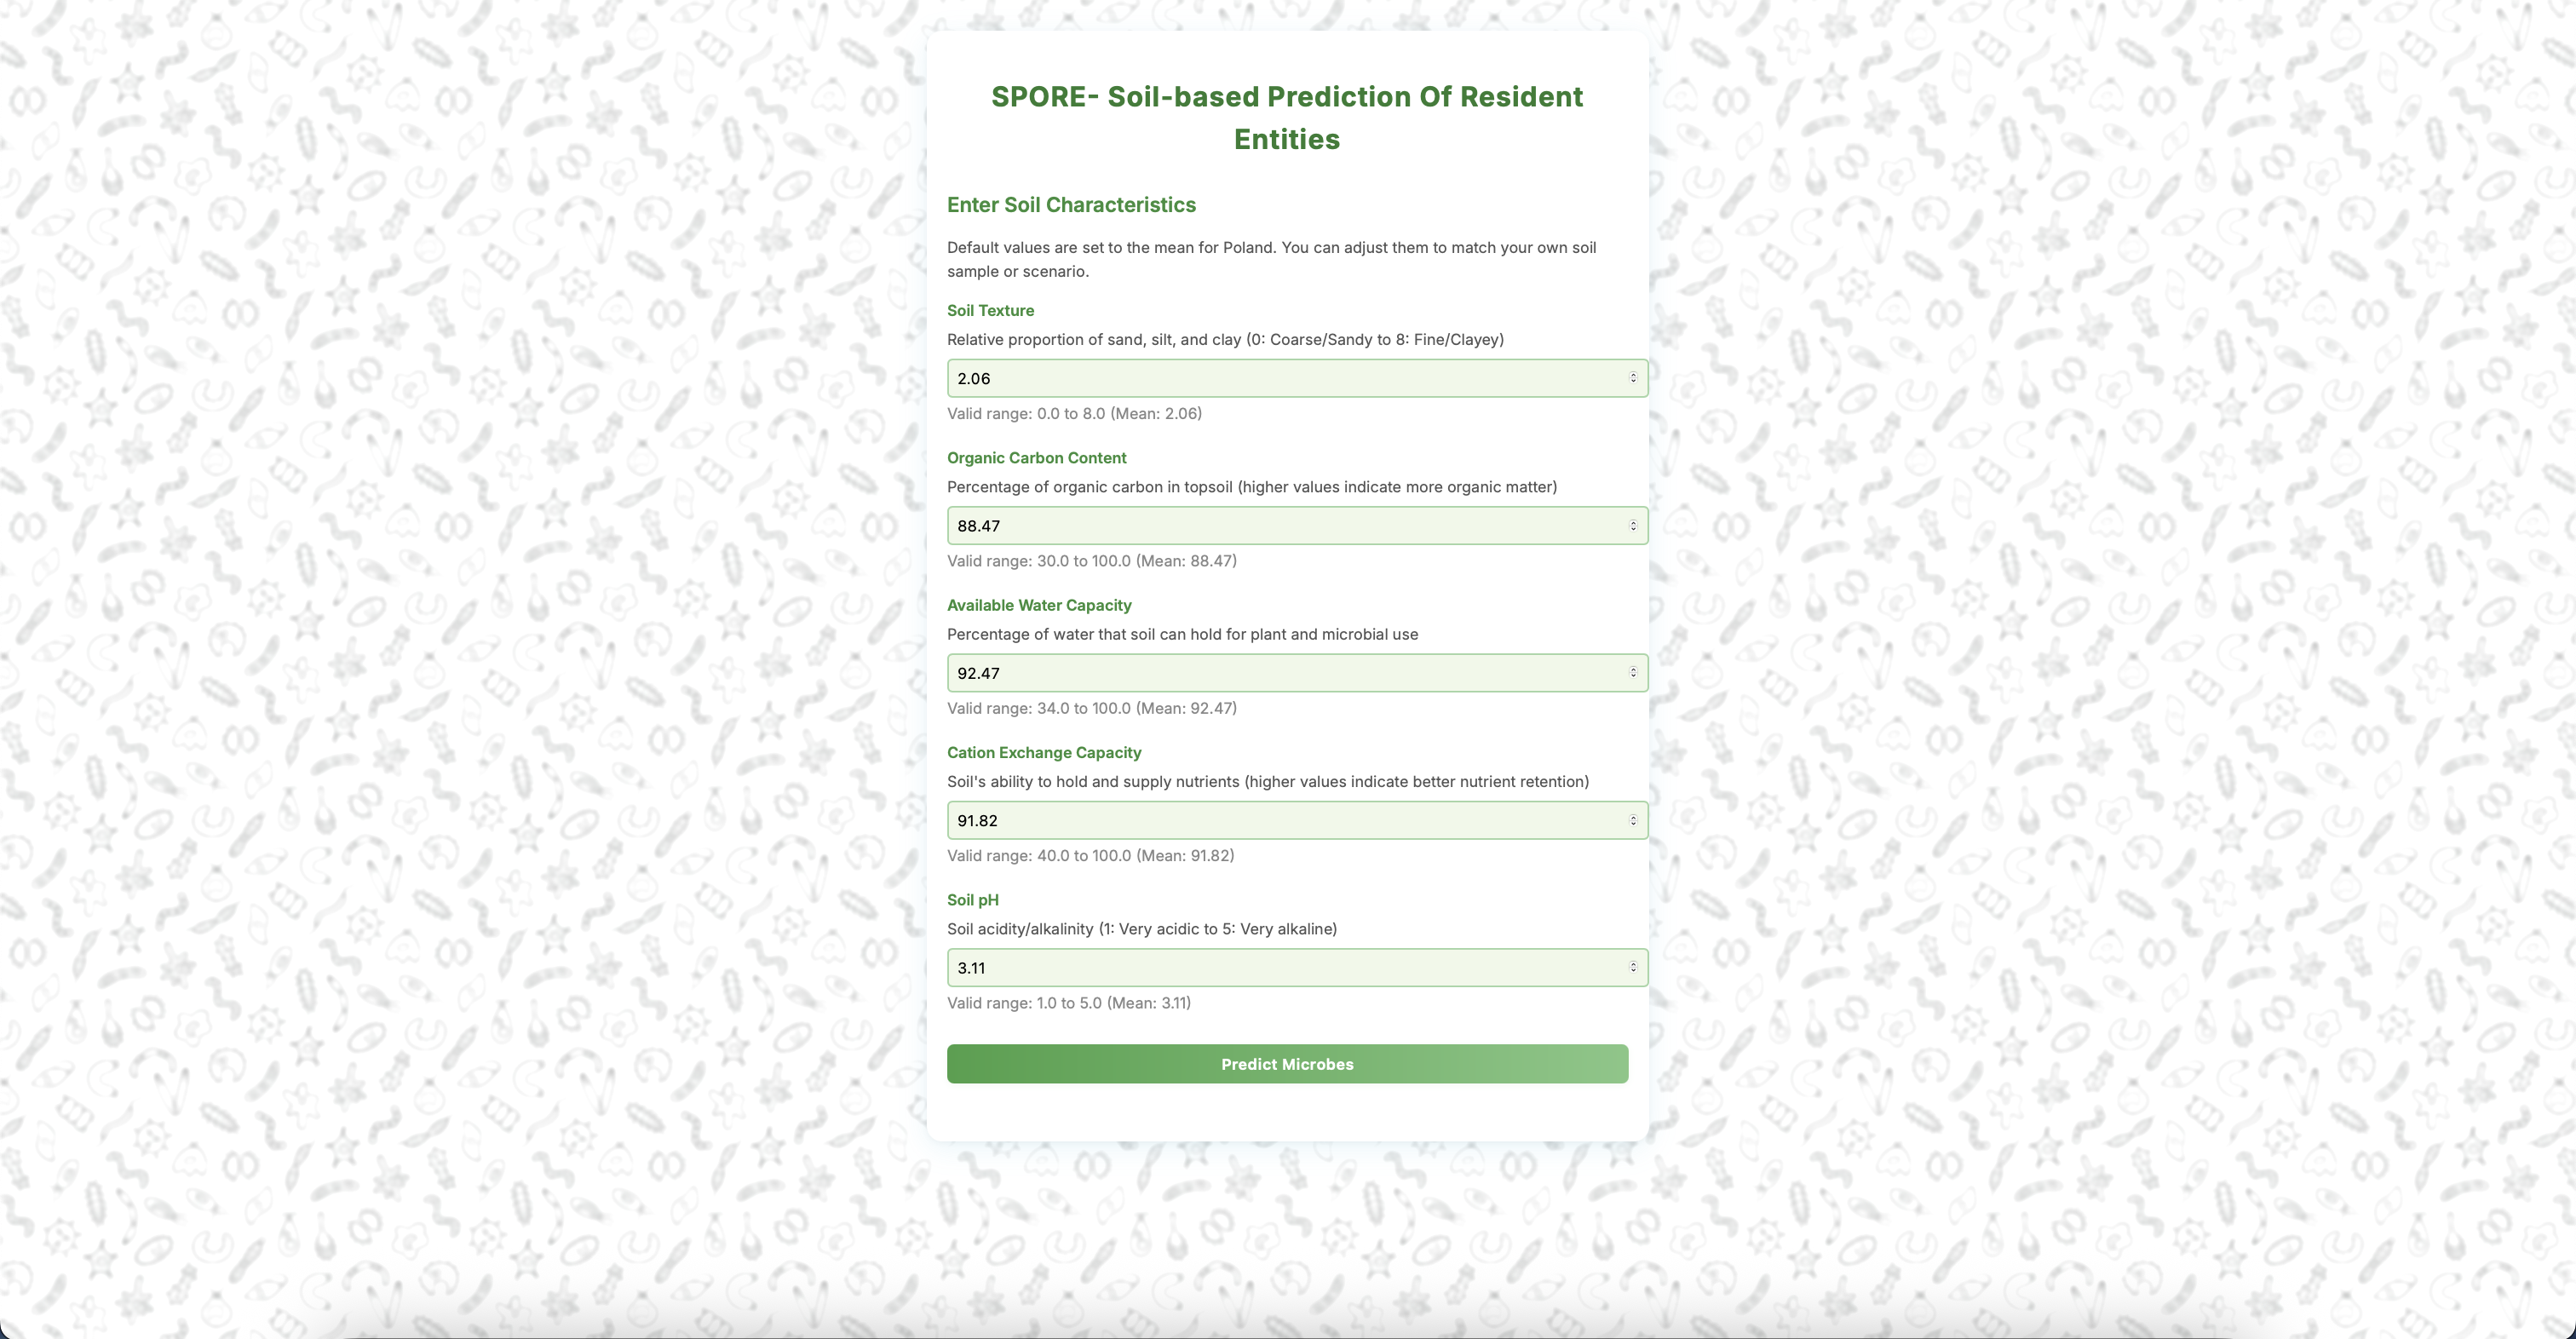 SPORE- Soil-based Prediction Of Resident
Entities
Enter Soil Characteristics
Default values are set to the mean for Poland. You can adjust them to match your own soil
sample or scenario.
Soil Texture
Relative proportion of sand, silt, and clay (0: Coarse/Sandy to 8: Fine/Clayey)
2.06
Valid range: 0.0 to 8.0 (Mean: 2.06)
Organic Carbon Content
Percentage of organic carbon in topsoil (higher values indicate more organic matter)
88.47
Valid range: 30.0 to 100.0 (Mean: 88.47)
Available Water Capacity
Percentage of water that soil can hold for plant and microbial use
92.47
Valid range: 34.0 to 100.0 (Mean: 92.47)
Cation Exchange Capacity
Soil's ability to hold and supply nutrients (higher values indicate better nutrient retention)
91.82
Valid range: 40.0 to 100.0 (Mean: 91.82)
Soil pH
Soil acidity/alkalinity (1: Very acidic to 5: Very alkaline)
3.11
Valid range: 1.0 to 5.0 (Mean: 3.11)
Predict Microbes